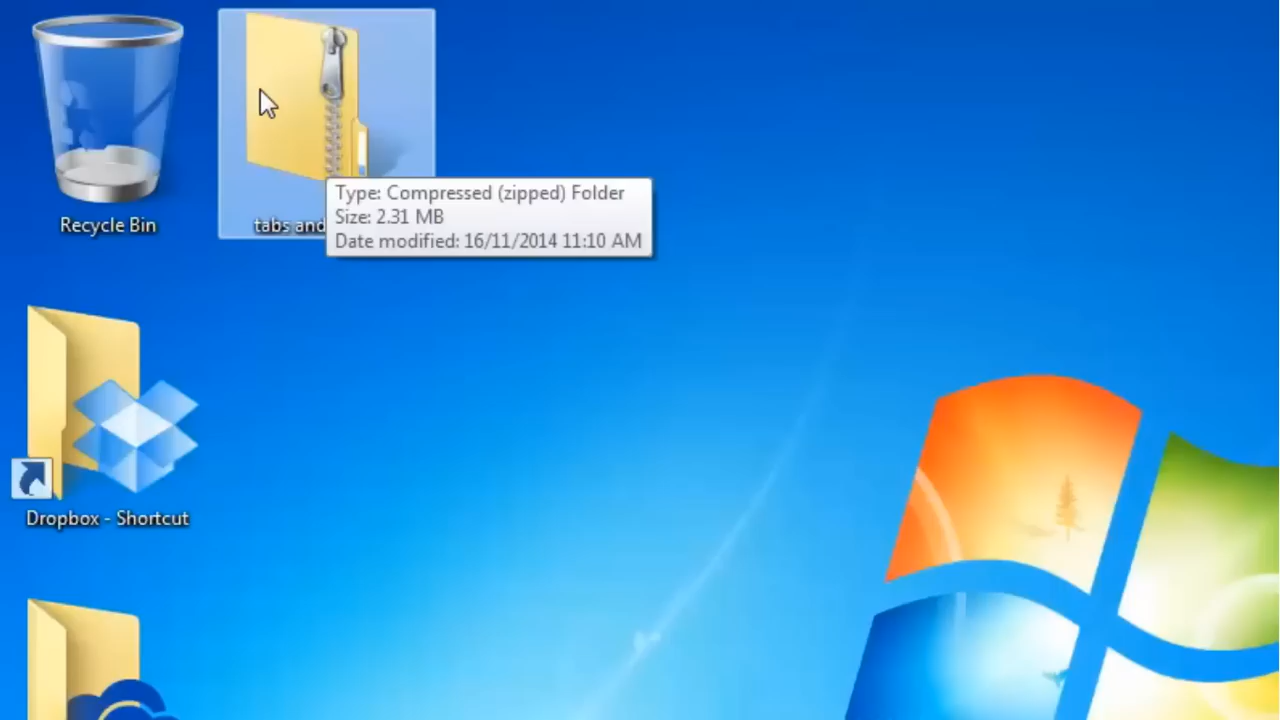 Recycle Bin
tabs and
Type: Compressed (zipped) Folder
Size: 2.31 MB
Date modified: 16/11/2014 11:10 AM
Dropbox - Shortcut